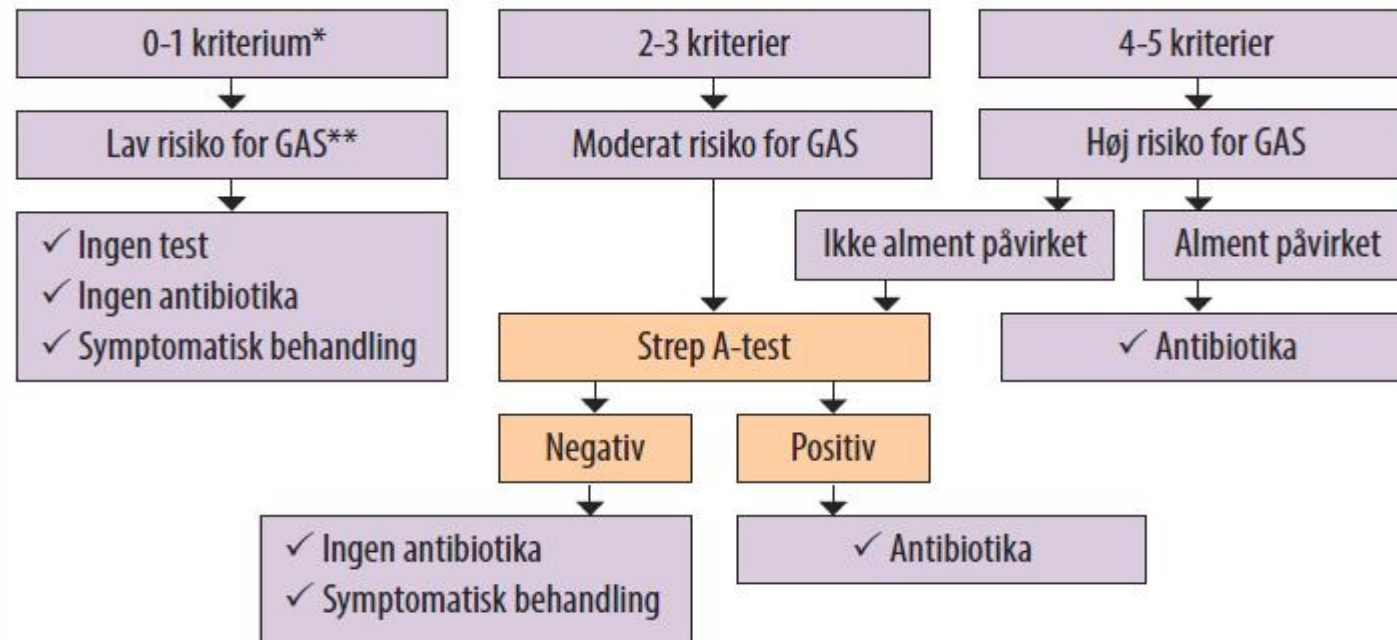 0-1 kriterium*
2-3 kriterier
4-5 kriterier
Lav risiko for GAS**
Moderat risiko for GAS
Høj risiko for GAS
✓ Ingen test
✓ Ingen antibiotika
✓ Symptomatisk behandling
Ikke alment påvirket
Alment påvirket
Strep A-test
✓ Antibiotika
Negativ
Positiv
✓ Ingen antibiotika
✓ Symptomatisk behandling
✓ Antibiotika